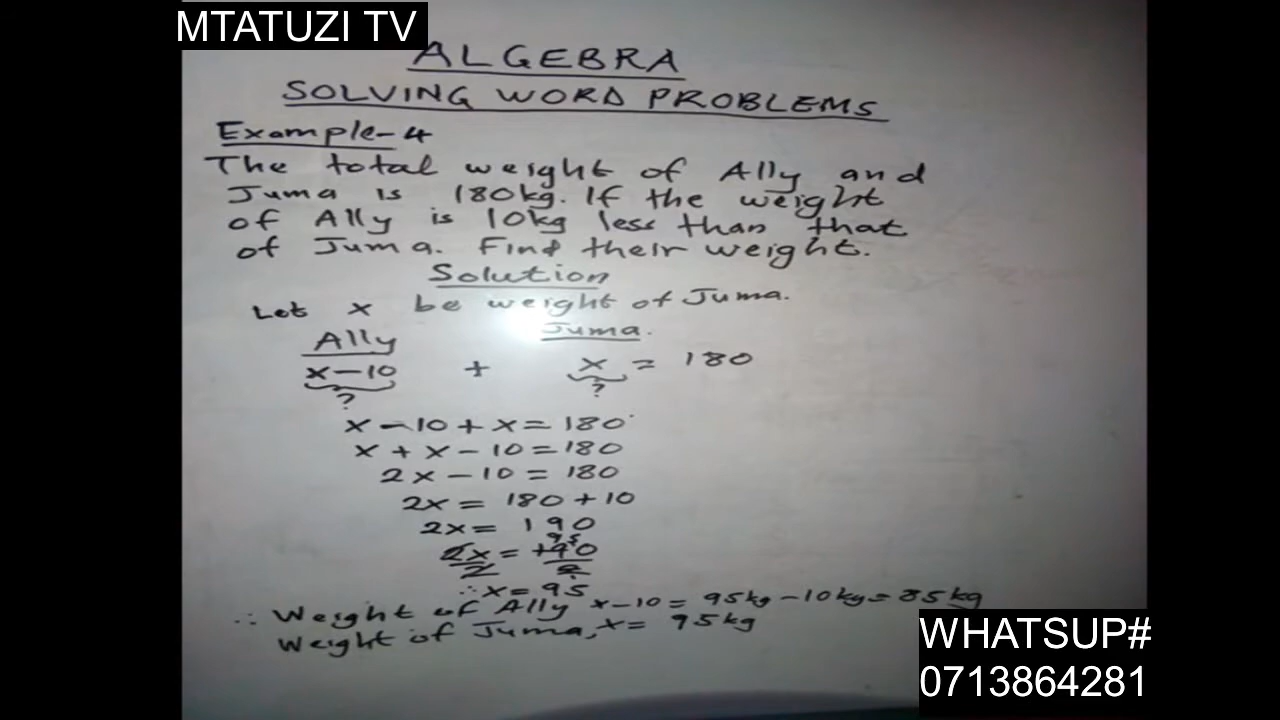 MTATUZI TV
ALGEBRA
SOLVING WORD PROBLEMS
Example-4
The total weight of Ally and
Juma is 180kg. If the weight
of Ally is 10kg less than that
of Juma. Find their weight.
Solution
Let x be weight of Juma.
Ally Juma.
x-10 + x = 180
? ?
x-10+x=180
x+x-10=180
2x-10=180
2x=180+10
2x=190
95
2x=190
2 2
∴x=95
∴ Weight of Ally x-10=95kg-10kg=85kg
Weight of Juma, x=95kg
WHATSUP#
0713864281